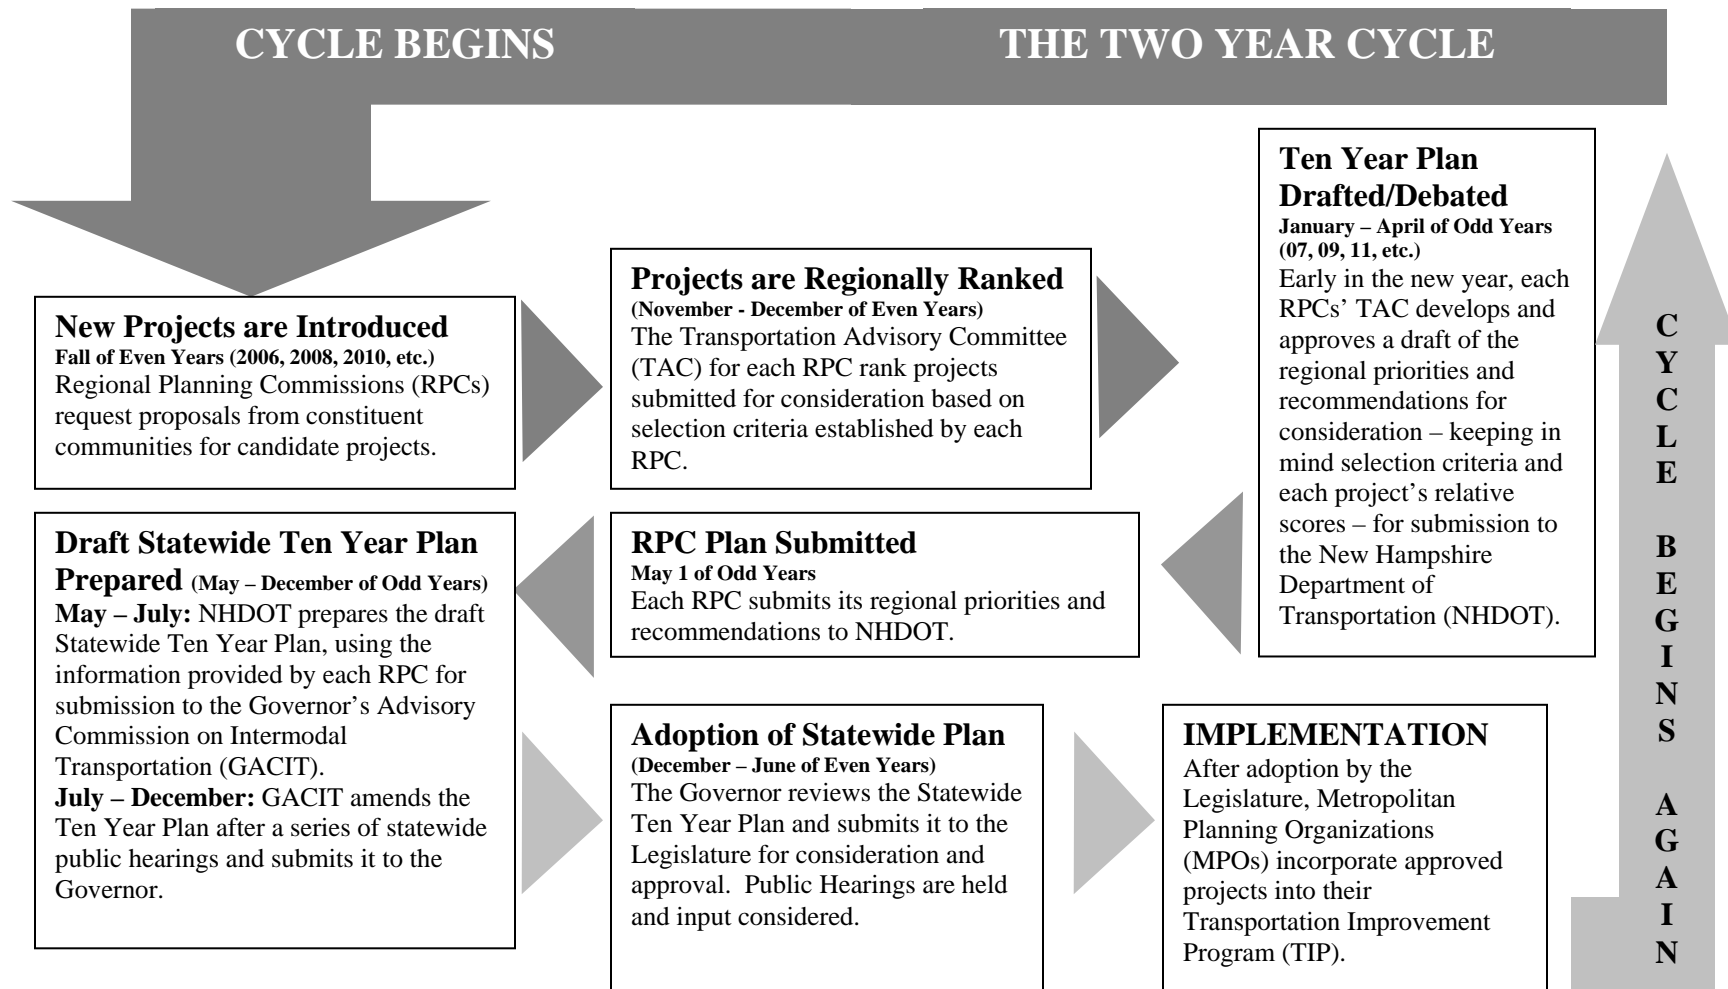 CYCLE BEGINS
THE TWO YEAR CYCLE
New Projects are Introduced
Fall of Even Years (2006, 2008, 2010, etc.)
Regional Planning Commissions (RPCs)
request proposals from constituent
communities for candidate projects.
Projects are Regionally Ranked
(November - December of Even Years)
The Transportation Advisory Committee
(TAC) for each RPC rank projects
submitted for consideration based on
selection criteria established by each
RPC.
Ten Year Plan
Drafted/Debated
January – April of Odd Years
(07, 09, 11, etc.)
Early in the new year, each
RPCs’ TAC develops and
approves a draft of the
regional priorities and
recommendations for
consideration – keeping in
mind selection criteria and
each project’s relative
scores – for submission to
the New Hampshire
Department of
Transportation (NHDOT).
RPC Plan Submitted
May 1 of Odd Years
Each RPC submits its regional priorities and
recommendations to NHDOT.
Draft Statewide Ten Year Plan
Prepared (May – December of Odd Years)
May – July: NHDOT prepares the draft
Statewide Ten Year Plan, using the
information provided by each RPC for
submission to the Governor’s Advisory
Commission on Intermodal
Transportation (GACIT).
July – December: GACIT amends the
Ten Year Plan after a series of statewide
public hearings and submits it to the
Governor.
Adoption of Statewide Plan
(December – June of Even Years)
The Governor reviews the Statewide
Ten Year Plan and submits it to the
Legislature for consideration and
approval.  Public Hearings are held
and input considered.
IMPLEMENTATION
After adoption by the
Legislature, Metropolitan
Planning Organizations
(MPOs) incorporate approved
projects into their
Transportation Improvement
Program (TIP).
CYCLE BEGINS AGAIN